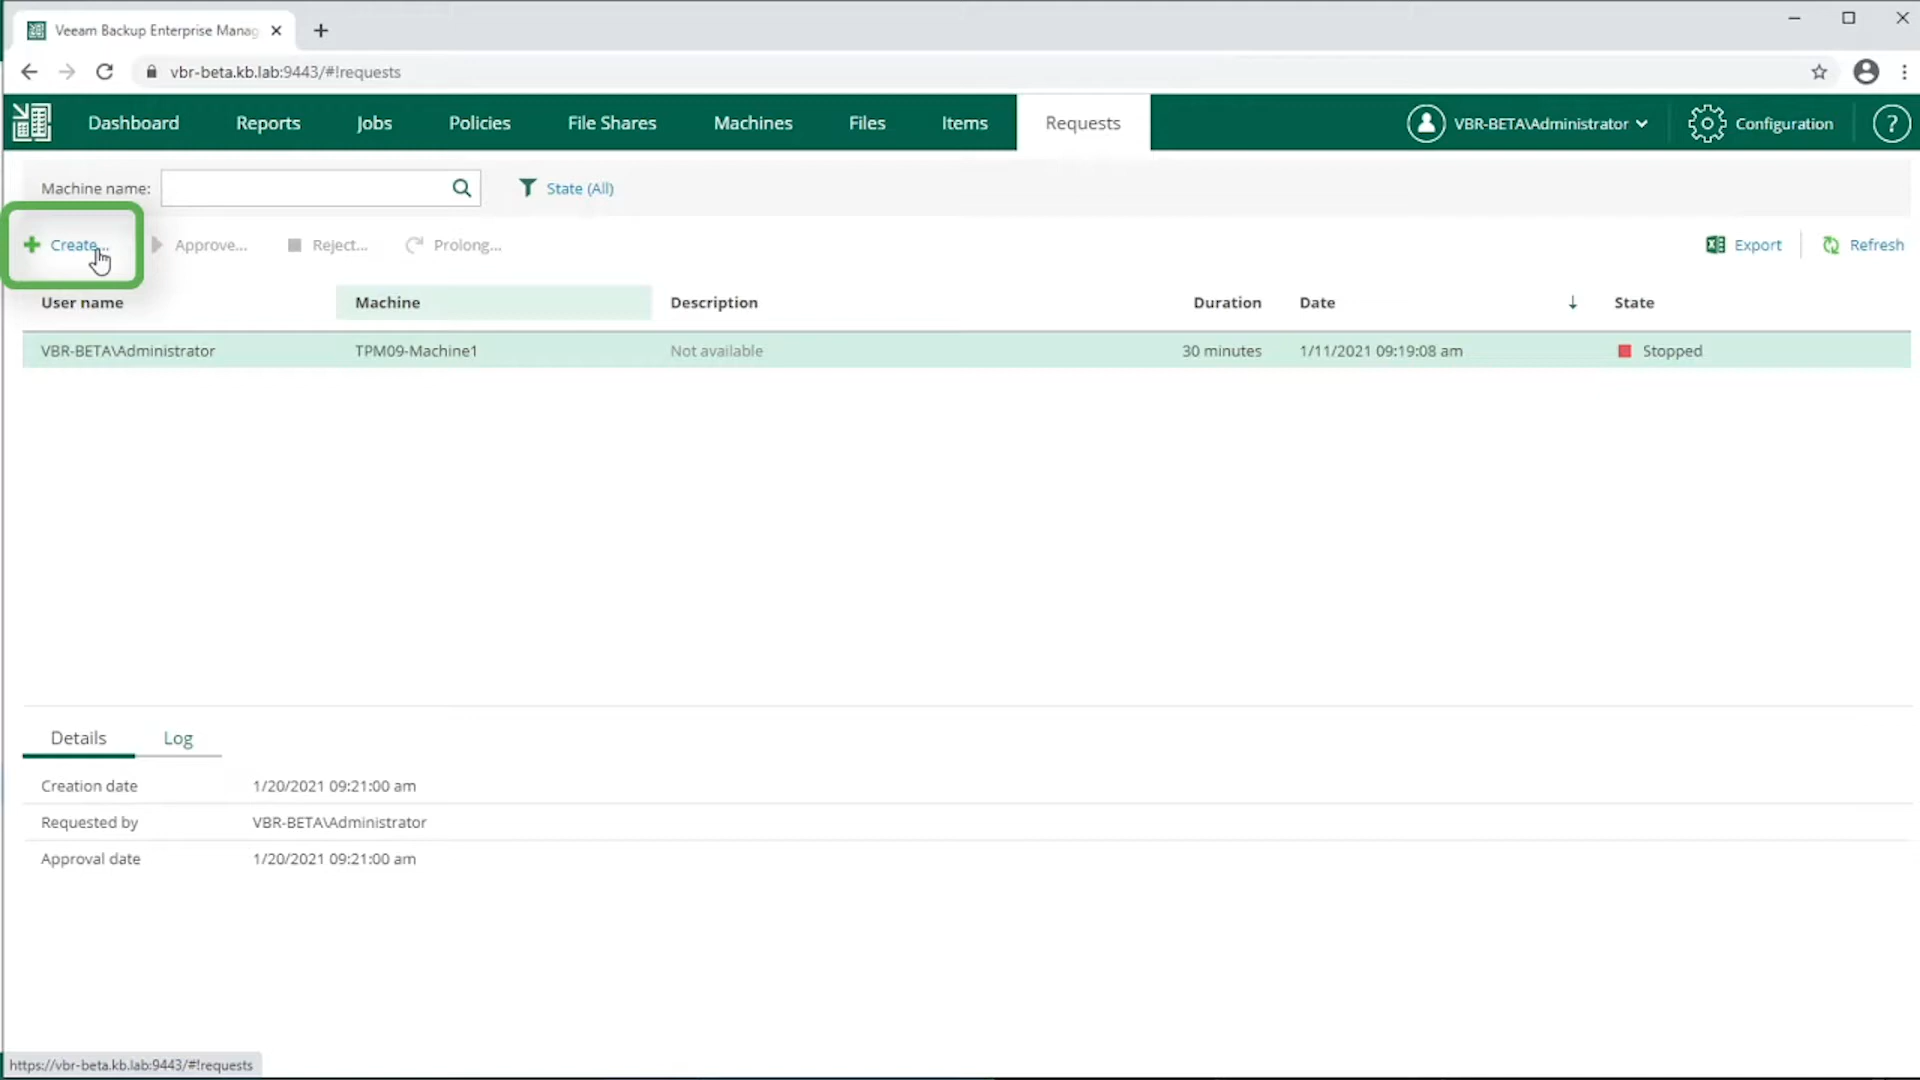 Veeam Backup Enterprise Manag
vbr-beta.kb.lab:9443/#!requests
Dashboard Reports Jobs Policies File Shares Machines Files Items Requests VBR-BETA\Administrator Configuration ?
Machine name: State (All)
Create... Approve... Reject... Prolong... Export Refresh
User name Machine Description Duration Date State
VBR-BETA\Administrator TPM09-Machine1 Not available 30 minutes 1/11/2021 09:19:08 am Stopped
Details Log
Creation date 1/20/2021 09:21:00 am
Requested by VBR-BETA\Administrator
Approval date 1/20/2021 09:21:00 am
https://vbr-beta.kb.lab:9443/#!requests